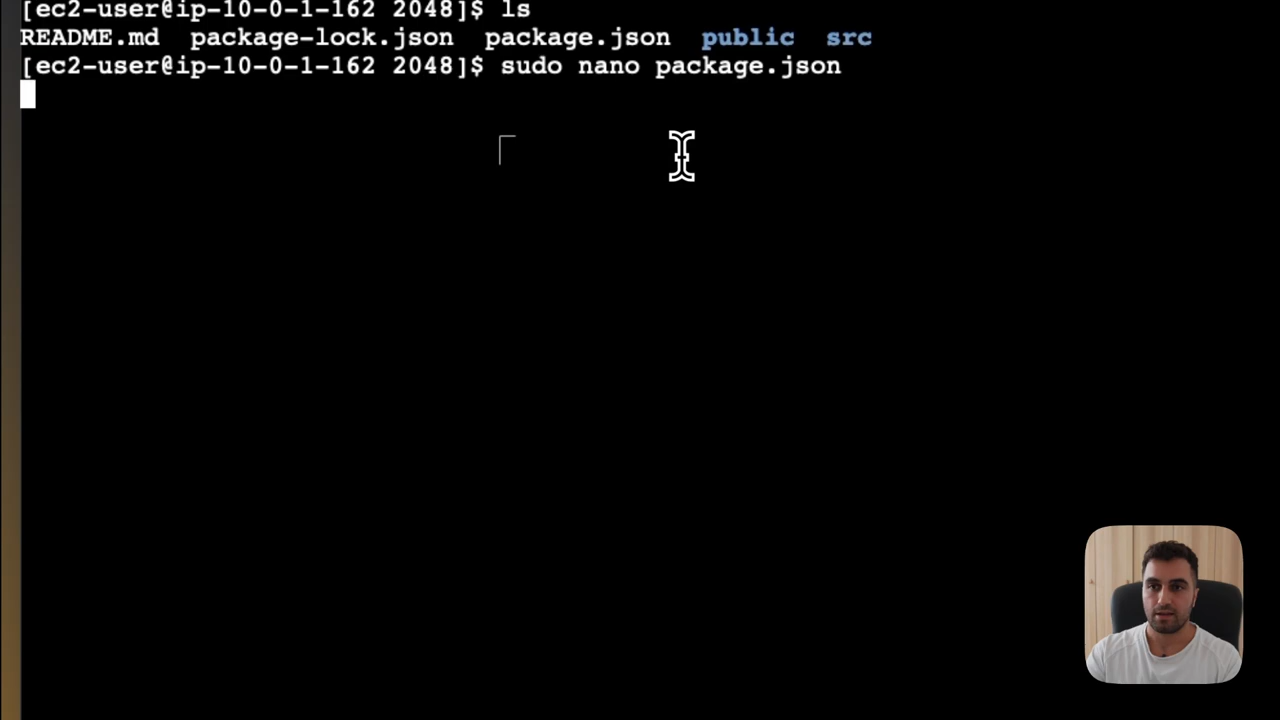 [ec2-user@ip-10-0-1-162 2048]$ ls
README.md  package-lock.json  package.json  public  src
[ec2-user@ip-10-0-1-162 2048]$ sudo nano package.json